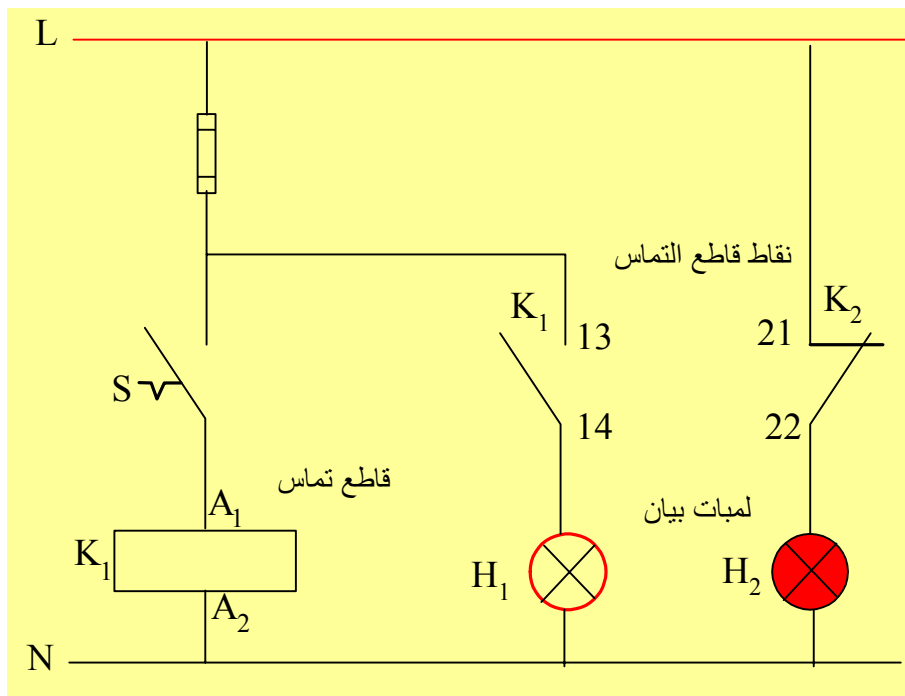 L
نقاط قاطع التماس
K₁
13
21
K₂
S
14
22
قاطع تماس
A₁
لمبات بيان
K₁
H₁
H₂
A₂
N